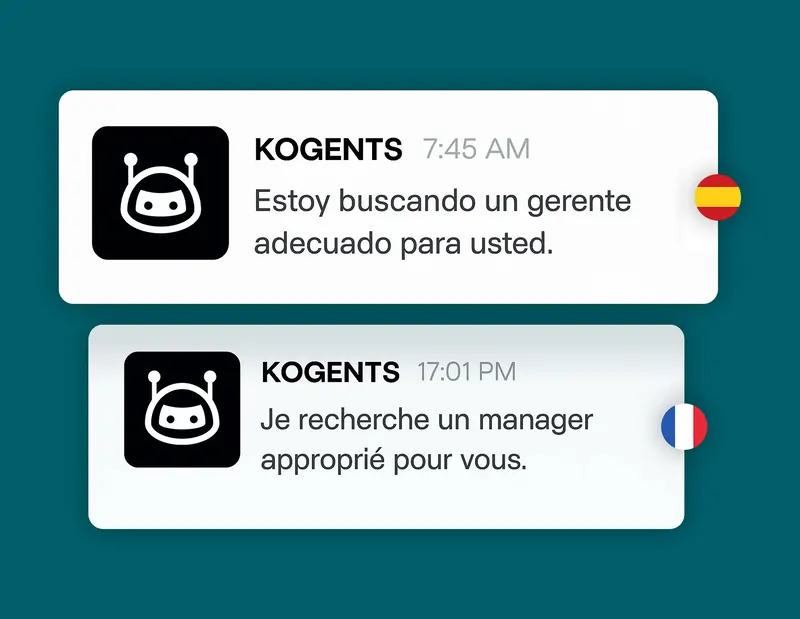 KOGENTS 7:45 AM
Estoy buscando un gerente
adecuado para usted.
KOGENTS 17:01 PM
Je recherche un manager
approprié pour vous.